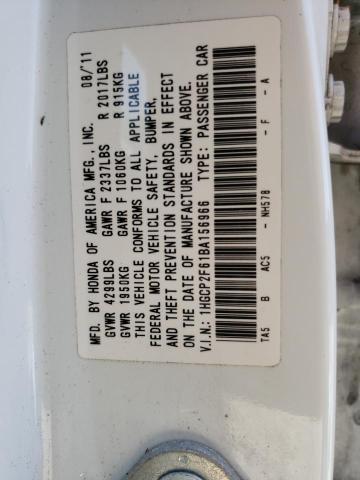 MFD. BY HONDA OF AMERICA MFG., INC. 08/'11
GVWR 4299LBS GAWR F 2337LBS R 2017LBS
GVWR 1950KG GAWR F 1060KG R 915KG
THIS VEHICLE CONFORMS TO ALL APPLICABLE
FEDERAL MOTOR VEHICLE SAFETY, BUMPER,
AND THEFT PREVENTION STANDARDS IN EFFECT
ON THE DATE OF MANUFACTURE SHOWN ABOVE.
V.I.N.: 1HGCP2F61BA156966 TYPE: PASSENGER CAR
TA5 B AC5 - NH578 - F - A